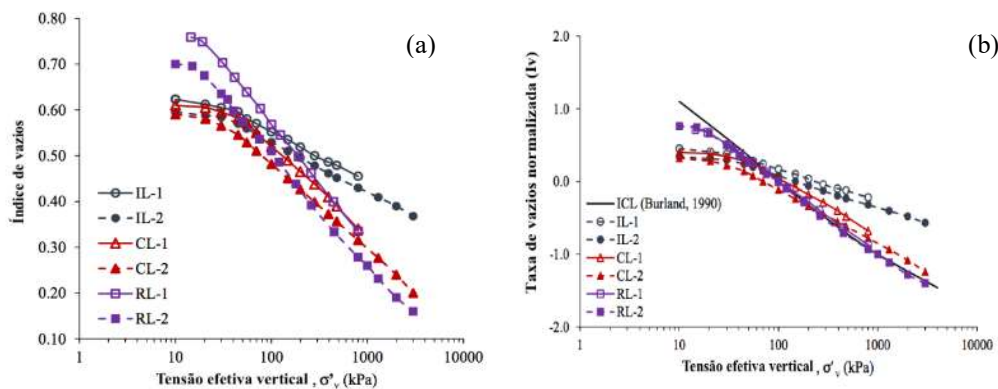 (a)
0.80
0.70
0.60
0.50
0.40
0.30
0.20
0.10
Índice de vazios
IL-1
IL-2
CL-1
CL-2
RL-1
RL-2
1 10 100 1000 10000
Tensão efetiva vertical , σ'v (kPa)
(b)
2.0
1.0
0.0
-1.0
-2.0
Taxa de vazios normalizada (Iv)
ICL (Burland, 1990)
IL-1
IL-2
CL-1
CL-2
RL-1
RL-2
1 10 100 1000 10000
Tensão efetiva vertical , σ'v (kPa)